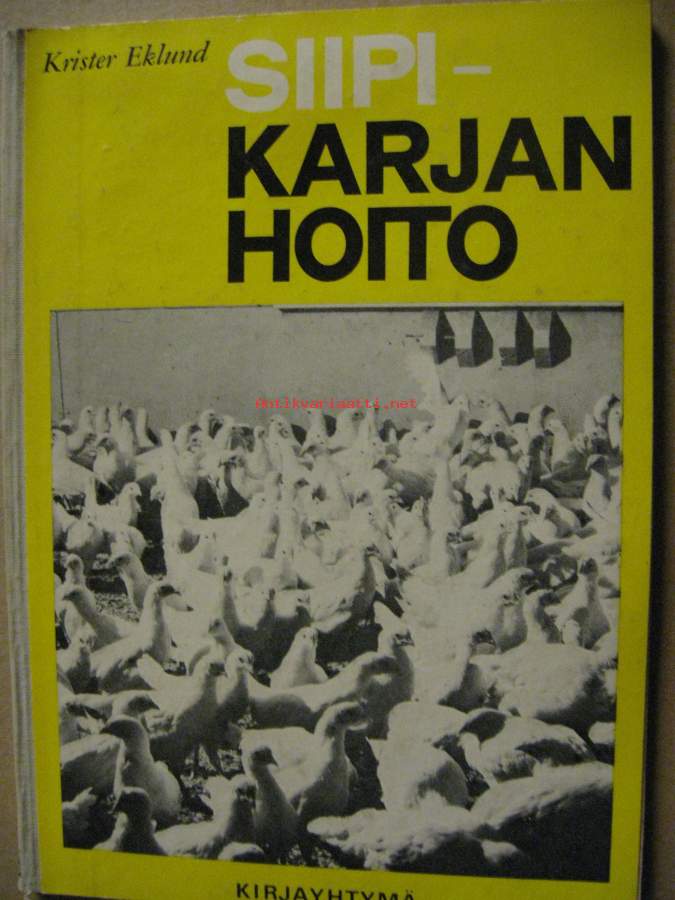 Krister Eklund
SIIPI-
KARJAN
HOITO
Antikvariaatti.net
KIRJAYHTYMÄ